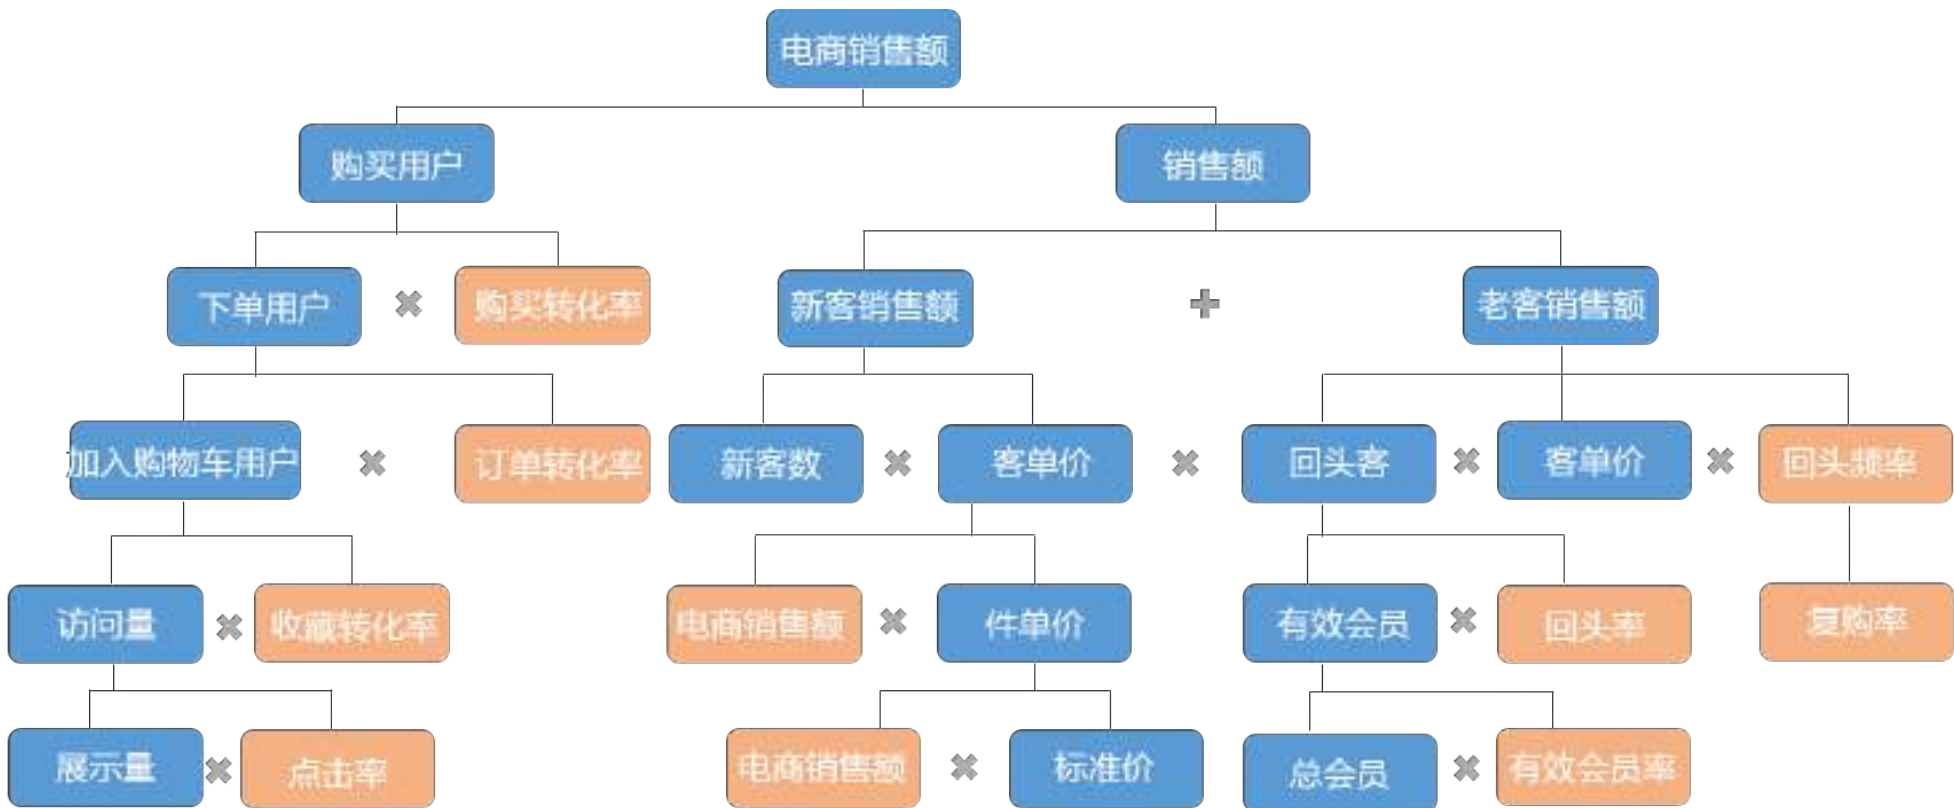 电商销售额
购买用户
销售额
下单用户
购买转化率
新客销售额
老客销售额
加入购物车用户
订单转化率
新客数
客单价
回头客
客单价
回头频率
访问量
收藏转化率
电商销售额
件单价
有效会员
回头率
复购率
展示量
点击率
电商销售额
标准价
总会员
有效会员率